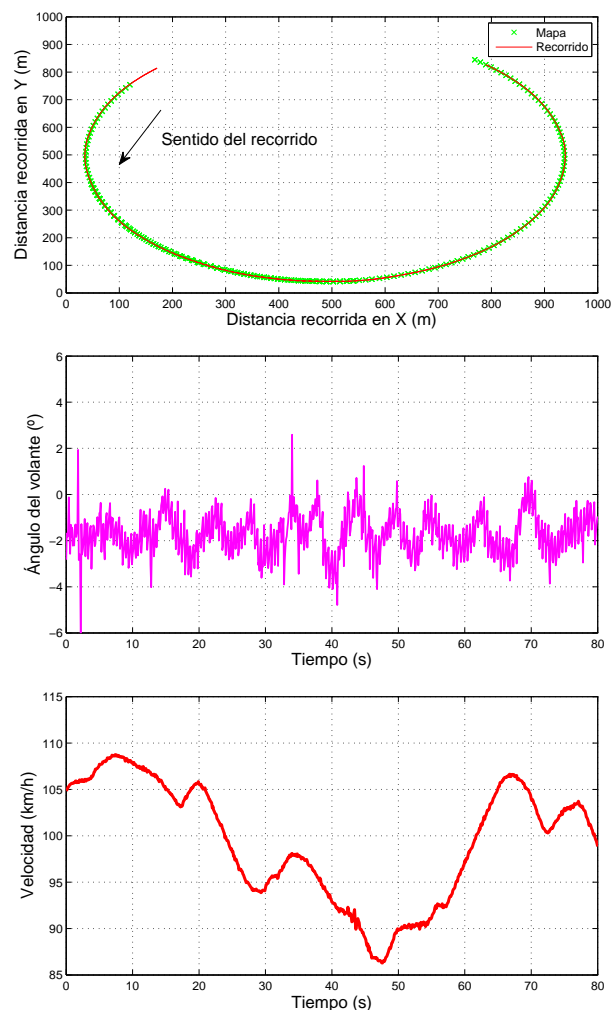 1000
900
800
700
600
500
400
300
200
100
0
Distancia recorrida en Y (m)
Mapa
Recorrido
Sentido del recorrido
0 100 200 300 400 500 600 700 800 900 1000
Distancia recorrida en X (m)
6
4
2
0
−2
−4
−6
Ángulo del volante (º)
0 10 20 30 40 50 60 70 80
Tiempo (s)
115
110
105
100
95
90
85
Velocidad (km/h)
0 10 20 30 40 50 60 70 80
Tiempo (s)